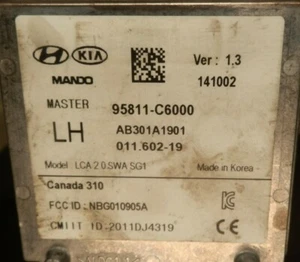 HYUNDAI KIA Ver : 1.3
MANDO 141002
MASTER 95811-C6000
LH AB301A1901
011.602-19
Model LCA 2.0.SWA SG1 Made in Korea
Canada 310
FCC ID : NBG010905A
CMIIT ID-2011DJ4319